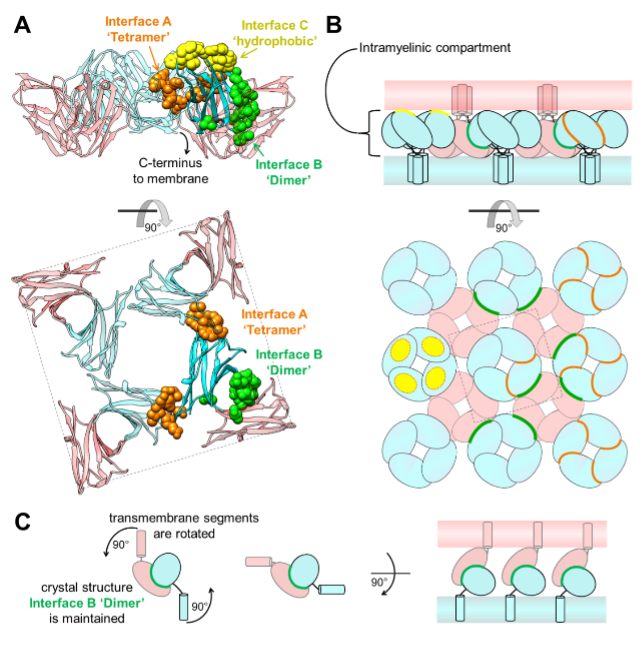 A
Interface A
'Tetramer'
Interface C
'hydrophobic'
C-terminus
to membrane
Interface B
'Dimer'
90°
Interface A
'Tetramer'
Interface B
'Dimer'
B
Intramyelinic compartment
90°
C
transmembrane segments
are rotated
90°
crystal structure
Interface B 'Dimer'
is maintained
90°
90°